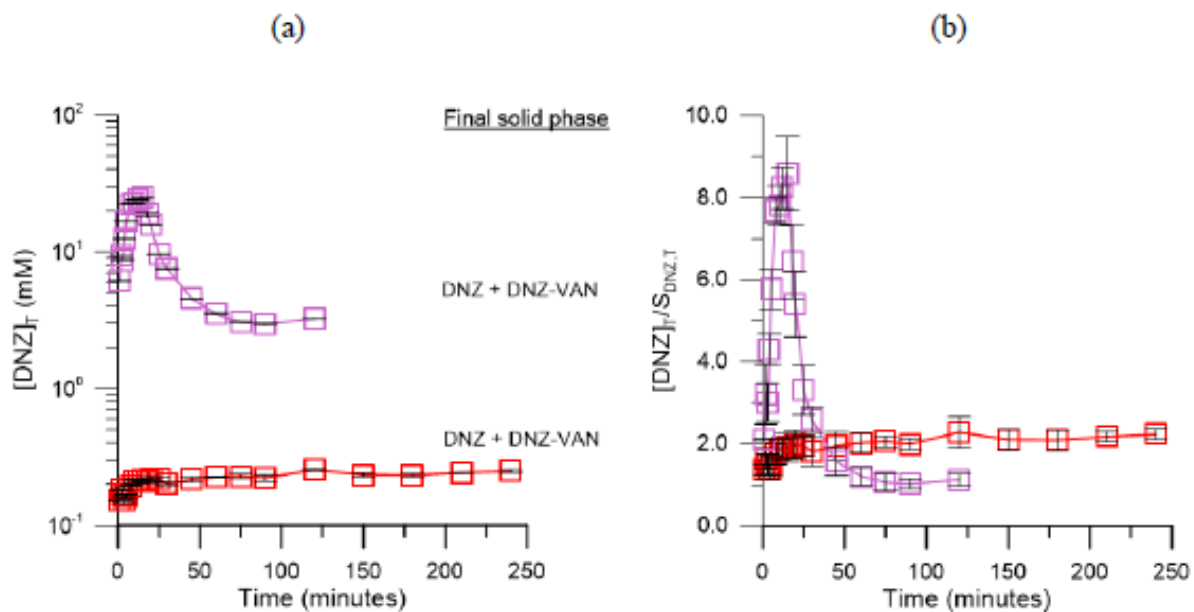 (a)
(b)
10²
10¹
10⁰
10⁻¹
[DNZ]T (mM)
Final solid phase
DNZ + DNZ-VAN
DNZ + DNZ-VAN
0 50 100 150 200 250
Time (minutes)
10.0
8.0
6.0
4.0
2.0
0.0
[DNZ]T/SDNZ,T
0 50 100 150 200 250
Time (minutes)